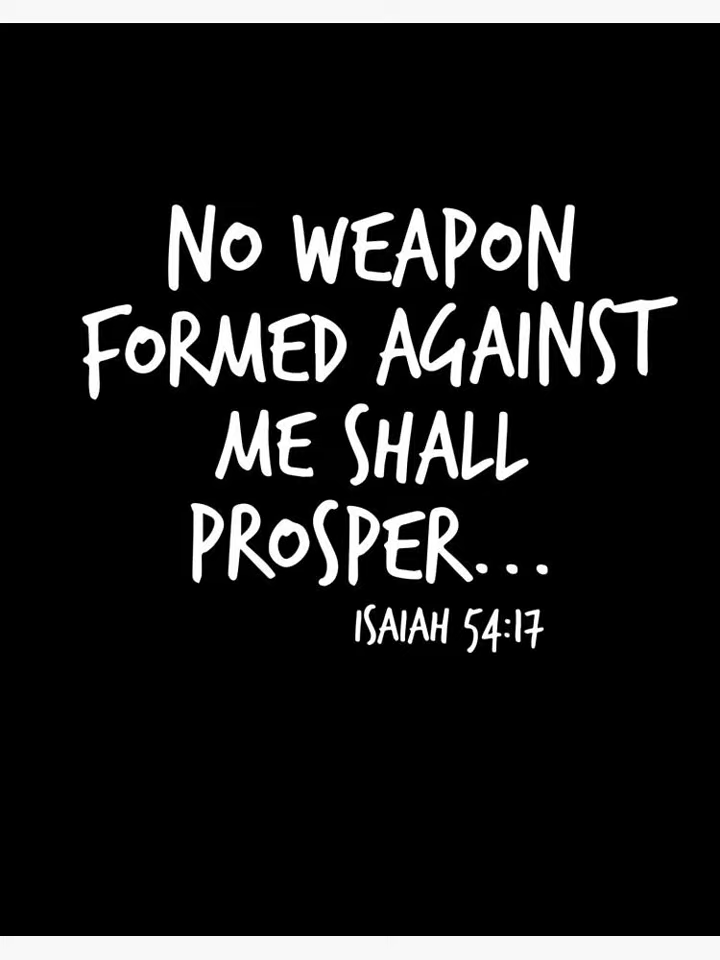 NO WEAPON
FORMED AGAINST
ME SHALL
PROSPER...
ISAIAH 54:17